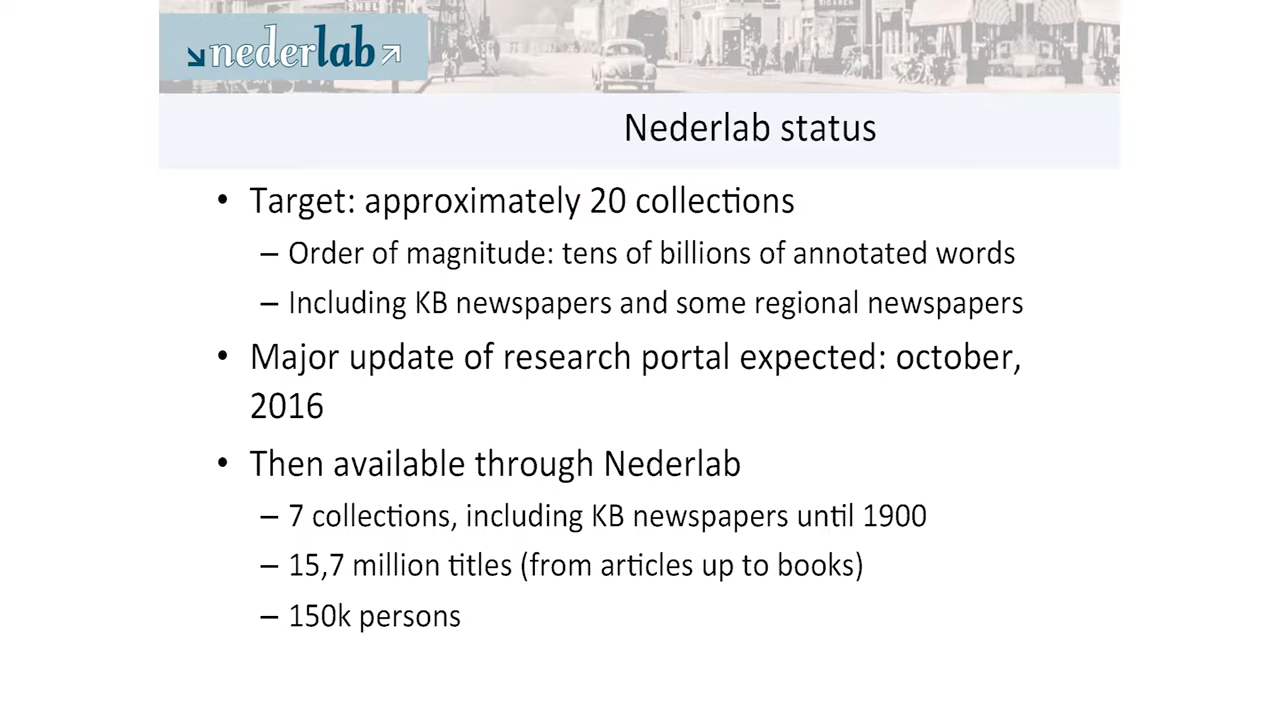 SHEL
nederlab
Nederlab status
• Target: approximately 20 collections
– Order of magnitude: tens of billions of annotated words
– Including KB newspapers and some regional newspapers
• Major update of research portal expected: october,
2016
• Then available through Nederlab
– 7 collections, including KB newspapers until 1900
– 15,7 million titles (from articles up to books)
– 150k persons